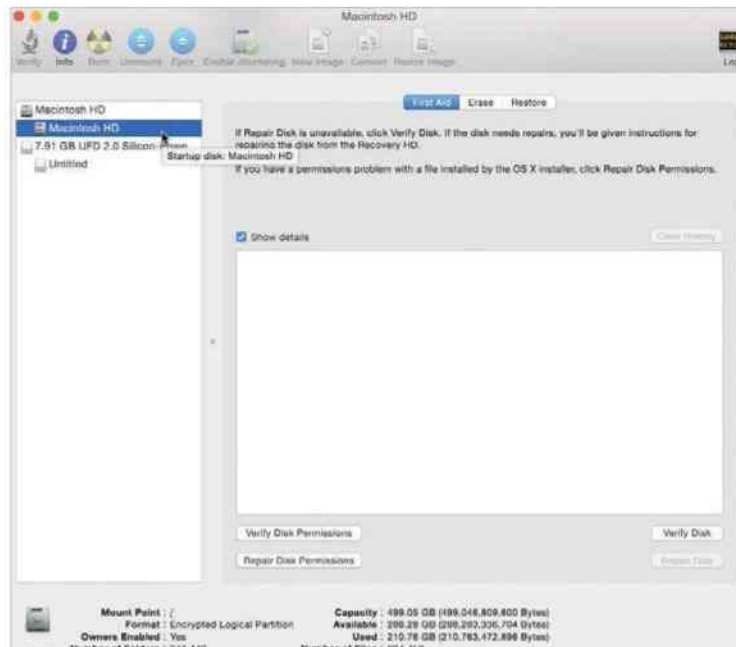 Macintosh HD
Verify Info Burn Unmount Eject Enable Journaling New Image Convert Resize Image
Macintosh HD
Macintosh HD
7.91 GB UFD 2.0 Silicon
Untitled
Startup disk: Macintosh HD
First Aid Erase Restore
If Repair Disk is unavailable, click Verify Disk. If the disk needs repairs, you'll be given instructions for
repairing the disk from the Recovery HD.
If you have a permissions problem with a file installed by the OS X installer, click Repair Disk Permissions.
Show details
Clear History
Verify Disk Permissions
Verify Disk
Repair Disk Permissions
Repair Disk
Mount Point : /
Format : Encrypted Logical Partition
Owners Enabled : Yes
Number of Folders :
Capacity : 499.05 GB (499,046,809,600 Bytes)
Available : 288.28 GB (288,283,336,704 Bytes)
Used : 210.76 GB (210,763,472,896 Bytes)
Number of Files :